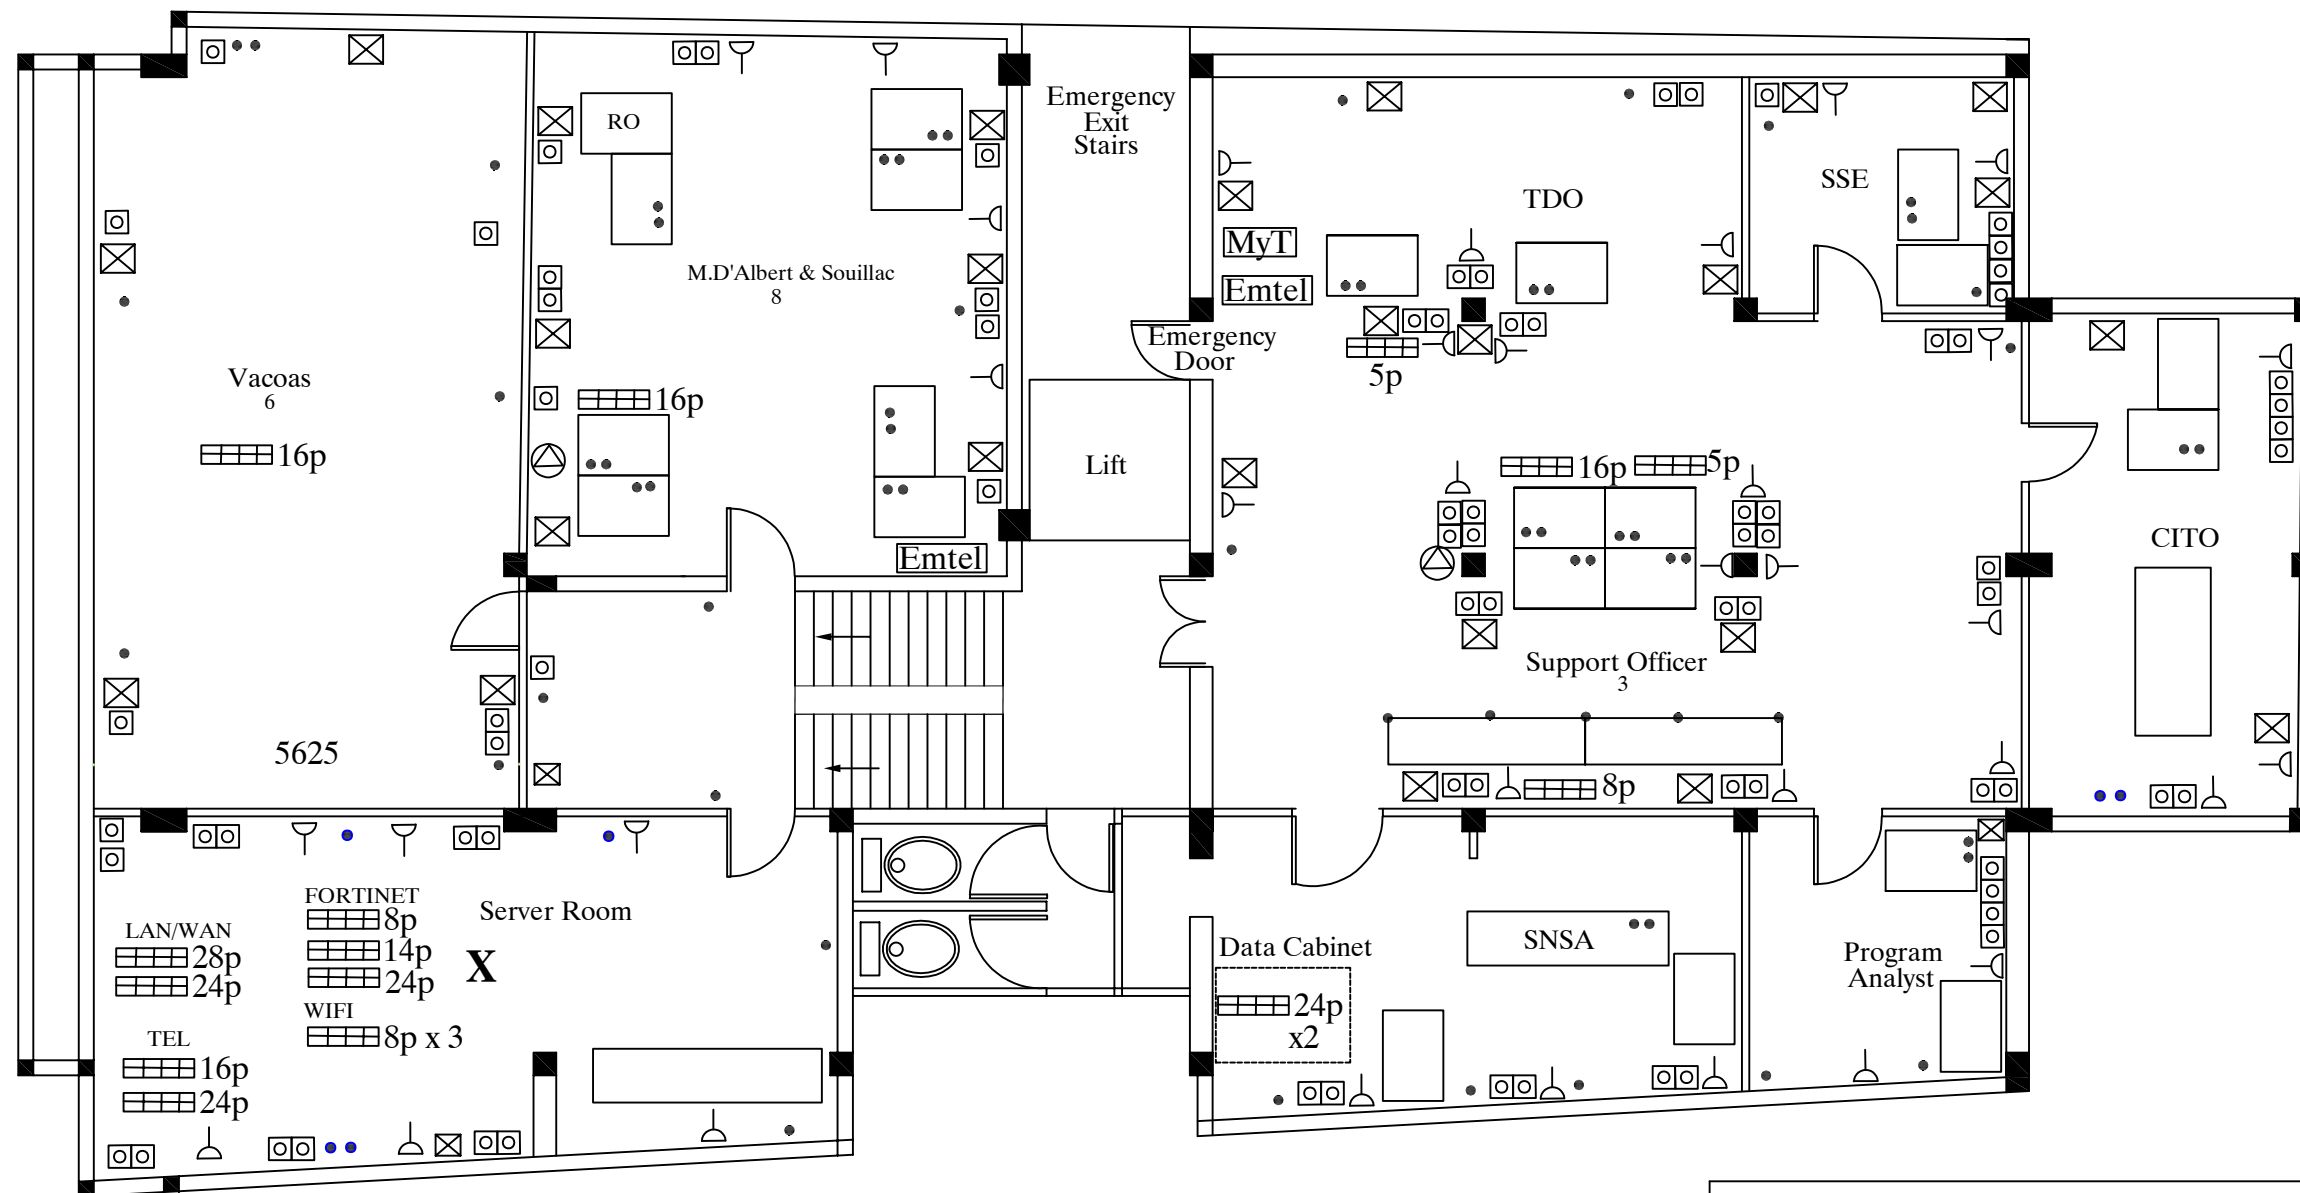 Emergency
Exit
Stairs
RO
M.D'Albert & Souillac
8
TDO
SSE
MyT
Emtel
Emergency
Door
5p
Vacoas
6
16p
16p
Lift
16p
5p
CITO
Emtel
Support Officer
3
5625
8p
FORTINET
8p
14p
24p
LAN/WAN
28p
24p
WIFI
8p x 3
TEL
16p
24p
Server Room
X
Data Cabinet
24p
x2
SNSA
Program
Analyst